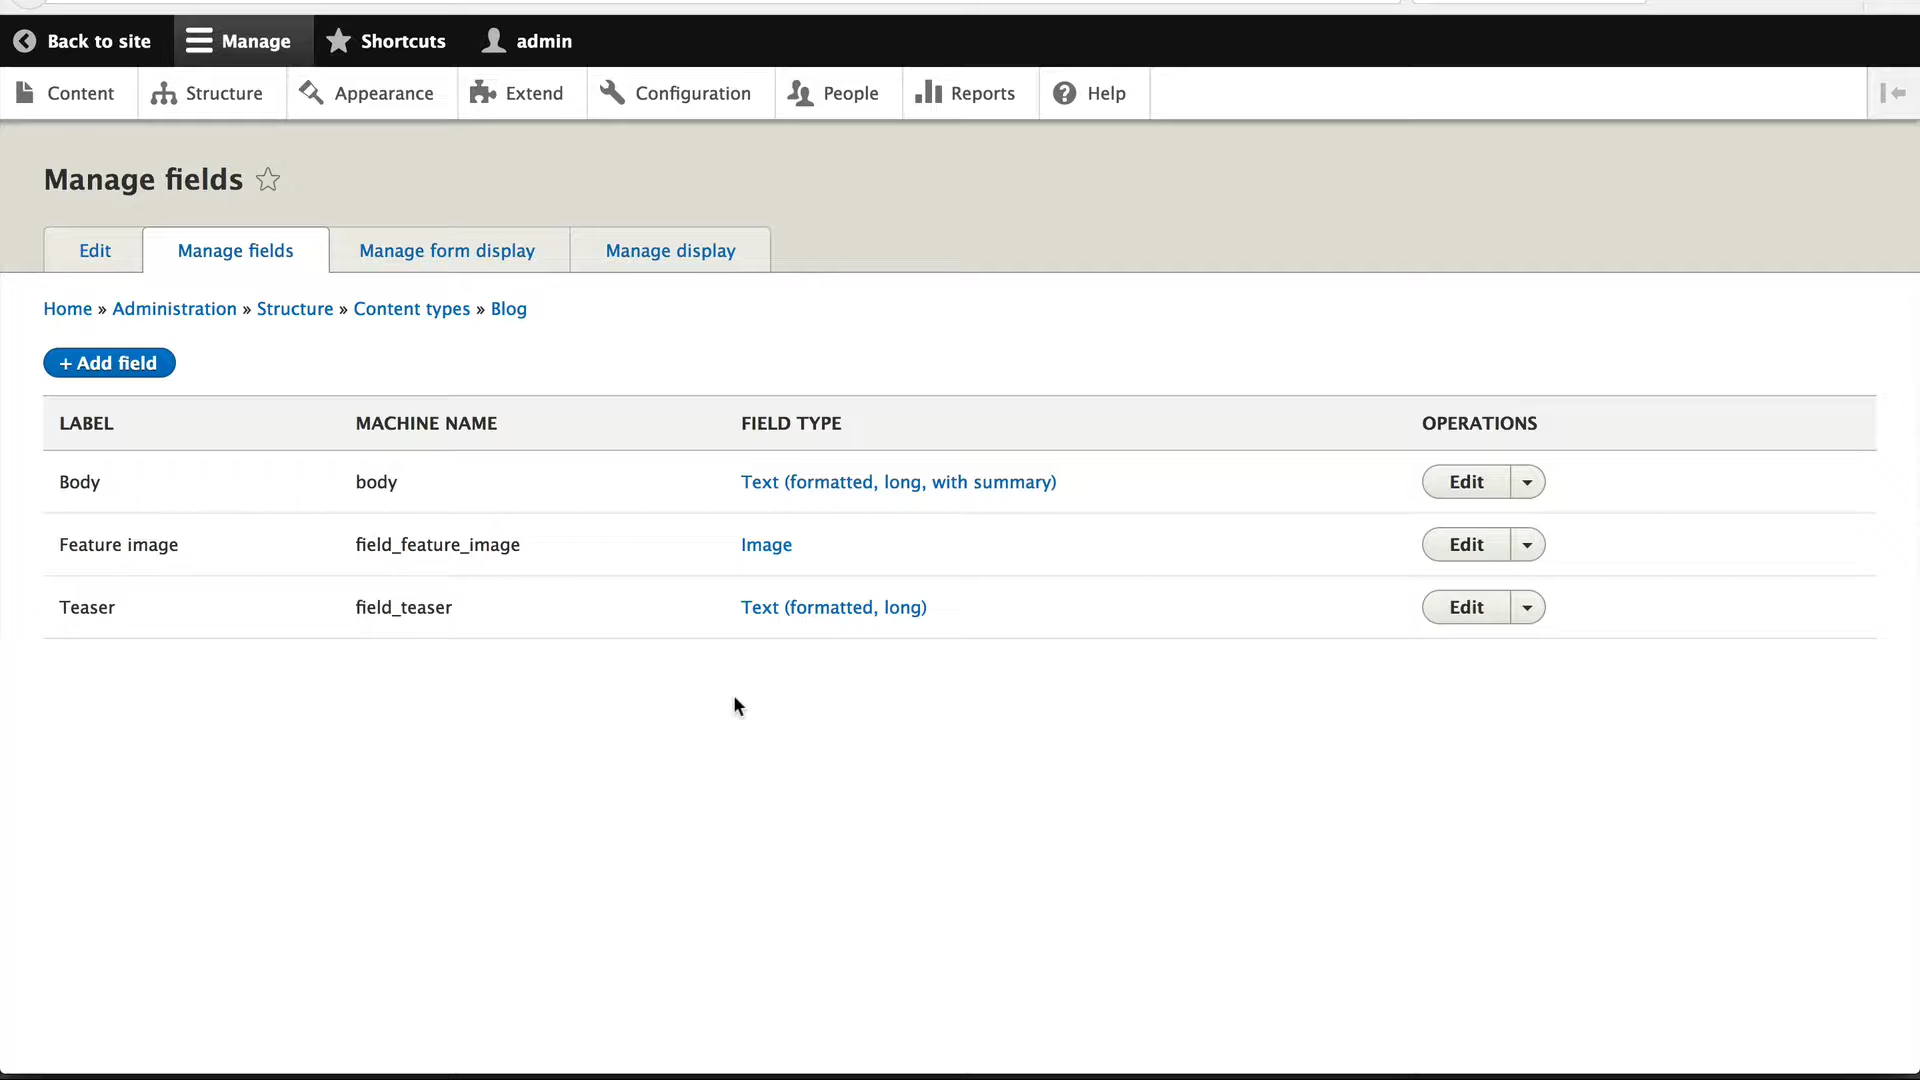 Back to site Manage Shortcuts admin
Content Structure Appearance Extend Configuration People Reports Help
Manage fields
Edit Manage fields Manage form display Manage display
Home » Administration » Structure » Content types » Blog
+ Add field
LABEL MACHINE NAME FIELD TYPE OPERATIONS
Body body Text (formatted, long, with summary) Edit
Feature image field_feature_image Image Edit
Teaser field_teaser Text (formatted, long) Edit